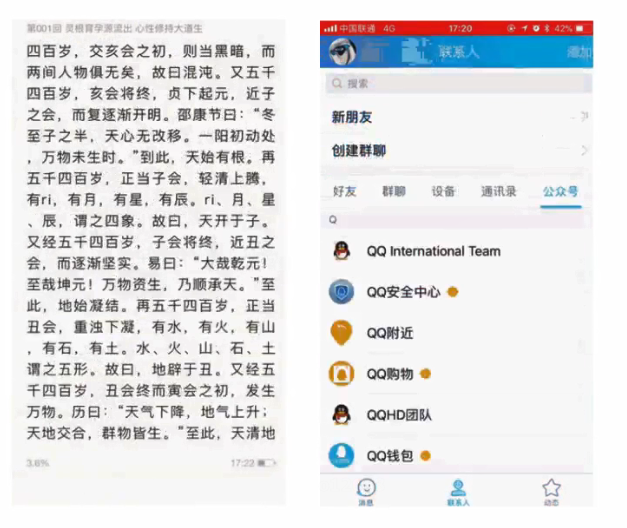 第001回 灵根育孕源流出 心性修持大道生
四百岁，交亥会之初，则当黑暗，而
两间人物俱无矣，故曰混沌。又五千
四百岁，亥会将终，贞下起元，近子
之会，而复逐渐开明。邵康节曰：“冬
至子之半，天心无改移。一阳初动处
，万物未生时。”到此，天始有根。再
五千四百岁，正当子会，轻清上腾，
有ri，有月，有星，有辰。ri、月、星
、辰，谓之四象。故曰，天开于子。
又经五千四百岁，子会将终，近丑之
会，而逐渐坚实。易曰：“大哉乾元！
至哉坤元！万物资生，乃顺承天。”至
此，地始凝结。再五千四百岁，正当
丑会，重浊下凝，有水，有火，有山
，有石，有土。水、火、山、石、土
谓之五形。故曰，地辟于丑。又经五
千四百岁，丑会终而寅会之初，发生
万物。历曰：“天气下降，地气上升；
天地交合，群物皆生。”至此，天清地
3.8% 17:22
中国联通 4G 17:20 42%
联系人 添加
搜索
新朋友
创建群聊
好友 群聊 设备 通讯录 公众号
Q
QQ International Team
QQ安全中心
QQ附近
QQ购物
QQHD团队
QQ钱包
消息 联系人 动态